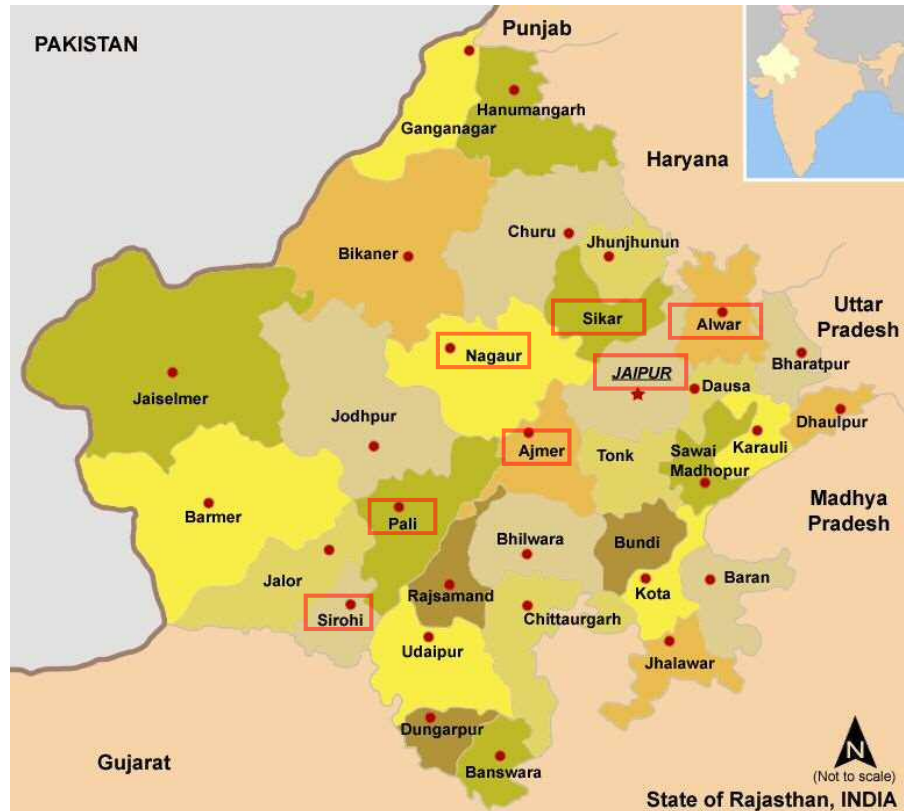 Punjab
PAKISTAN
Hanumangarh
Ganganagar
Haryana
Churu
Jhunjhunun
Bikaner
Uttar
Pradesh
Sikar
Alwar
Nagaur
Bharatpur
JAIPUR
Dausa
Jaiselmer
Jodhpur
Dhaulpur
Ajmer
Tonk
Sawai
Madhopur
Karauli
Madhya
Pradesh
Barmer
Pali
Bhilwara
Bundi
Jalor
Baran
Rajsamand
Kota
Sirohi
Chittaurgarh
Udaipur
Jhalawar
Dungarpur
Gujarat
Banswara
N
(Not to scale)
State of Rajasthan, INDIA